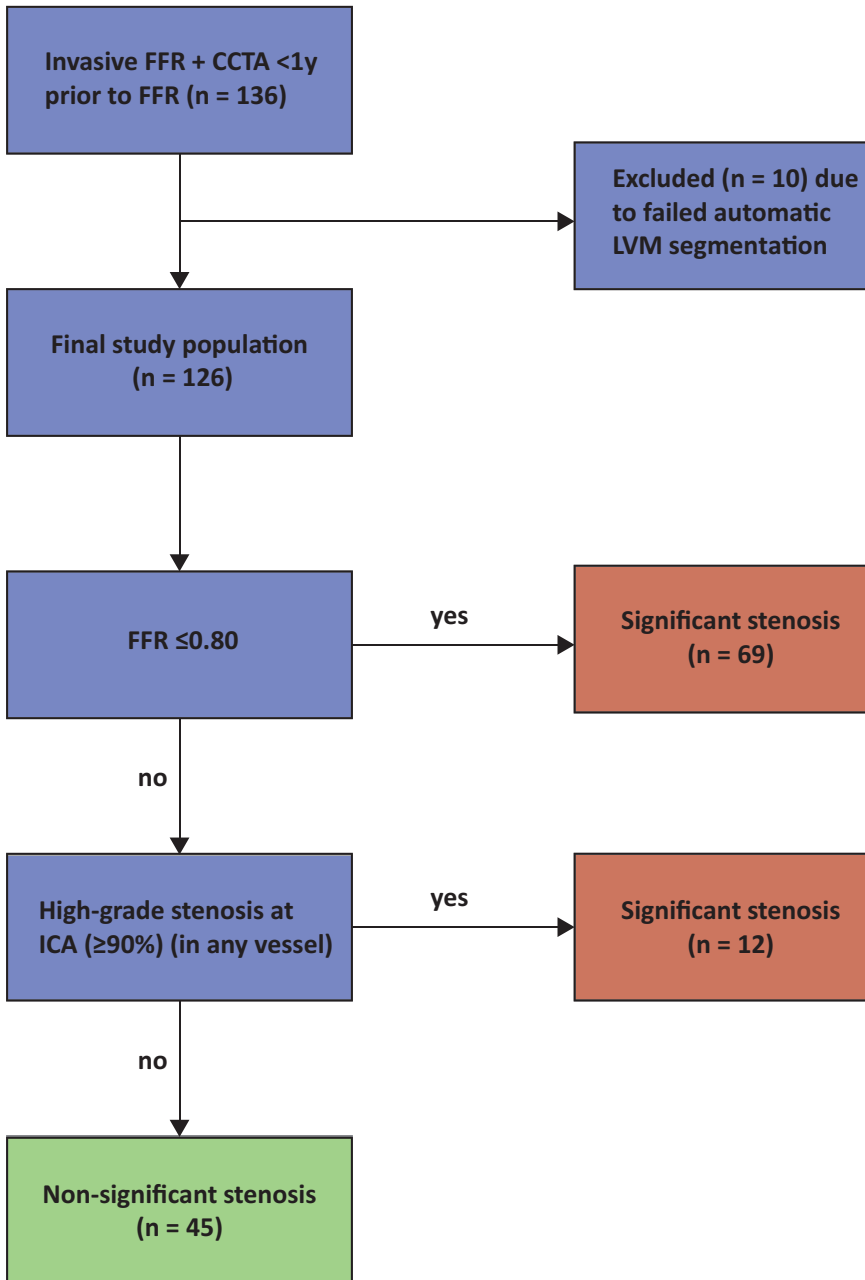 Invasive FFR + CCTA <1y
prior to FFR (n = 136)
Excluded (n = 10) due
to failed automatic
LVM segmentation
Final study population
(n = 126)
FFR ≤0.80
yes
Significant stenosis
(n = 69)
no
High-grade stenosis at
ICA (≥90%) (in any vessel)
yes
Significant stenosis
(n = 12)
no
Non-significant stenosis
(n = 45)